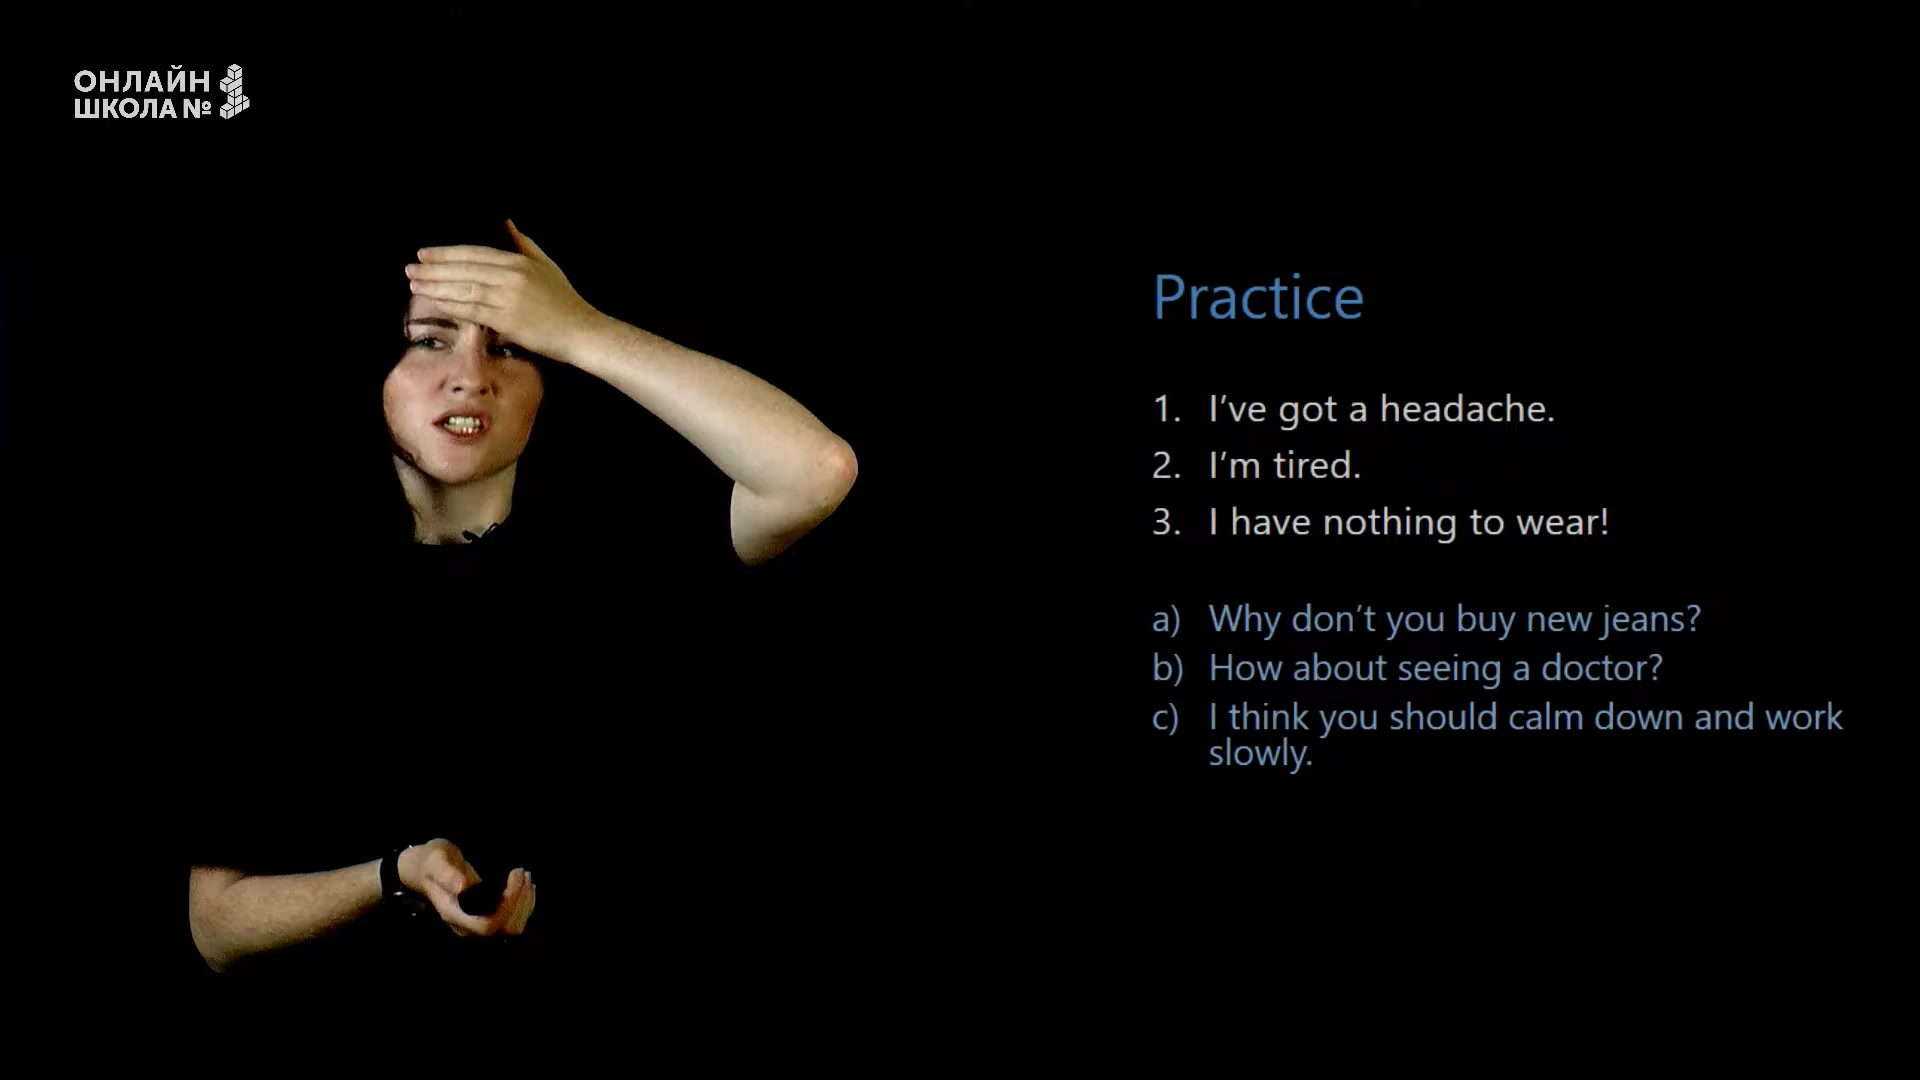 ОНЛАЙН
ШКОЛА №
Practice
1. I’ve got a headache.
2. I’m tired.
3. I have nothing to wear!
a) Why don’t you buy new jeans?
b) How about seeing a doctor?
c) I think you should calm down and work
slowly.